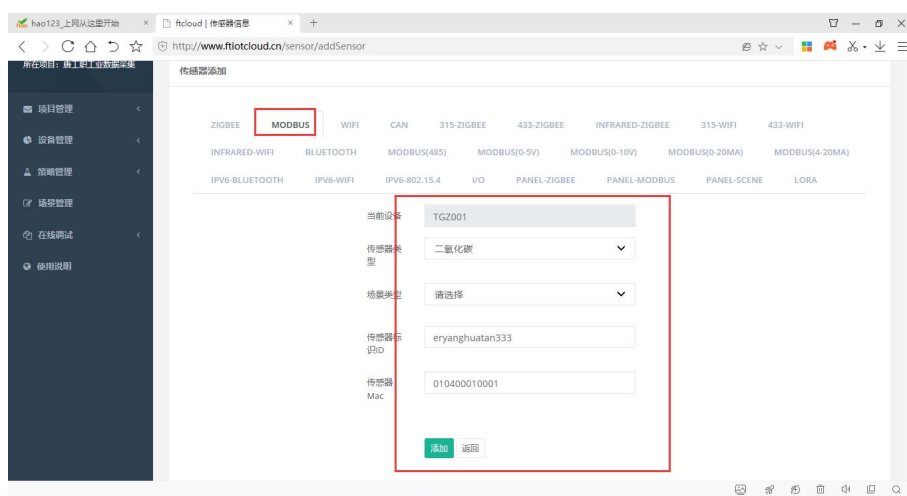 hao123_上网从这里开始
ftcloud | 传感器信息
http://www.ftiotcloud.cn/sensor/addSensor
所在项目：唐工职工业数据采集
传感器添加
项目管理
设备管理
策略管理
场景管理
在线调试
使用说明
ZIGBEE MODBUS WIFI CAN 315-ZIGBEE 433-ZIGBEE INFRARED-ZIGBEE 315-WIFI 433-WIFI
INFRARED-WIFI BLUETOOTH MODBUS(485) MODBUS(0-5V) MODBUS(0-10V) MODBUS(0-20MA) MODBUS(4-20MA)
IPV6-BLUETOOTH IPV6-WIFI IPV6-802.15.4 I/O PANEL-ZIGBEE PANEL-MODBUS PANEL-SCENE LORA
当前设备 TGZ001
传感器类型 二氧化碳
场景类型 请选择
传感器标识ID eryanghuatan333
传感器Mac 010400010001
添加 返回